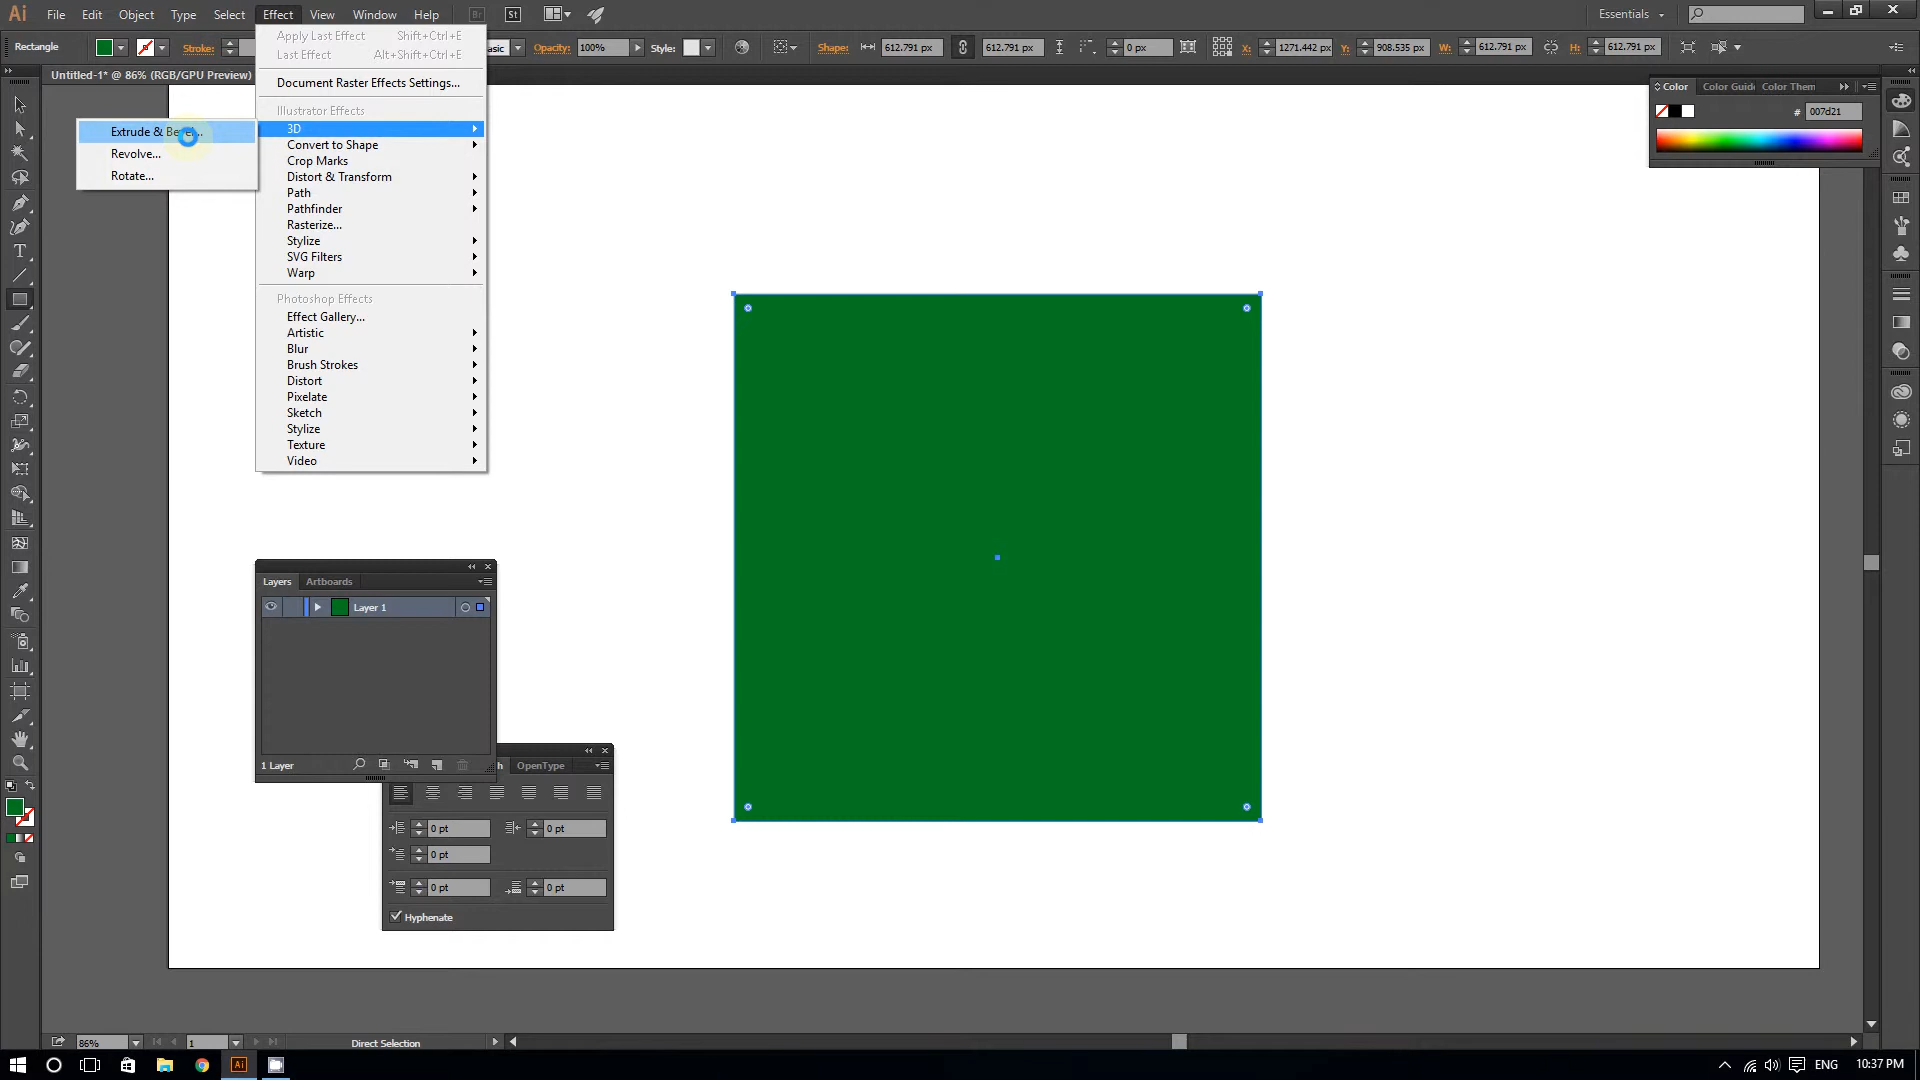 Ai File Edit Object Type Select Effect View Window Help Br St Essentials
Rectangle Stroke: Opacity: 100% Style: Shape: 612.791 px 612.791 px 0 px X: 1271.442 px Y: 908.535 px W: 612.791 px H: 612.791 px
Untitled-1* @ 86% (RGB/GPU Preview)
Apply Last Effect Shift+Ctrl+E
Last Effect Alt+Shift+Ctrl+E
Document Raster Effects Settings...
Illustrator Effects
3D
Convert to Shape
Crop Marks
Distort & Transform
Path
Pathfinder
Rasterize...
Stylize
SVG Filters
Warp
Photoshop Effects
Effect Gallery...
Artistic
Blur
Brush Strokes
Distort
Pixelate
Sketch
Stylize
Texture
Video
Extrude &
Revolve...
Rotate...
Color Color Guide Color Them
# 007d21
Layers Artboards
Layer 1
1 Layer
OpenType
0 pt 0 pt
0 pt
0 pt 0 pt
Hyphenate
86% 1 Direct Selection
Ai ENG 10:37 PM